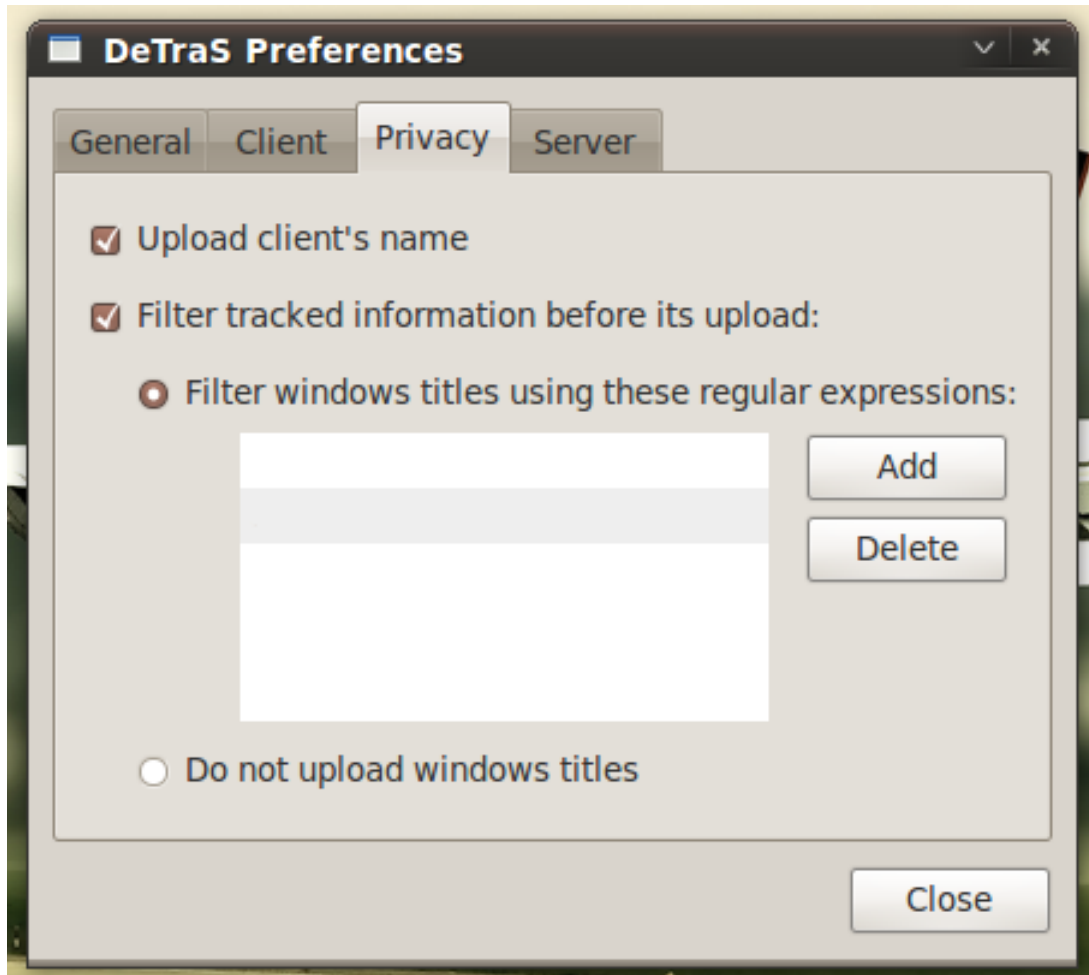 DeTraS Preferences
General Client Privacy Server
Upload client's name
Filter tracked information before its upload:
Filter windows titles using these regular expressions:
Add
Delete
Do not upload windows titles
Close